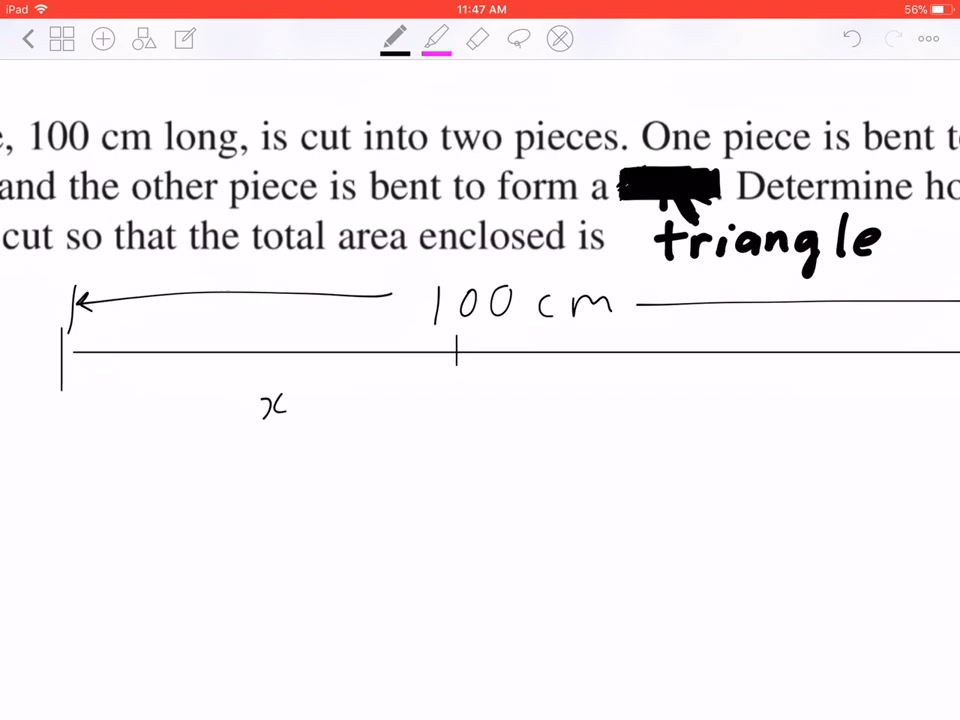 iPad 11:47 AM 56%
, 100 cm long, is cut into two pieces. One piece is bent t
and the other piece is bent to form a . Determine ho
cut so that the total area enclosed is triangle
100 cm
x